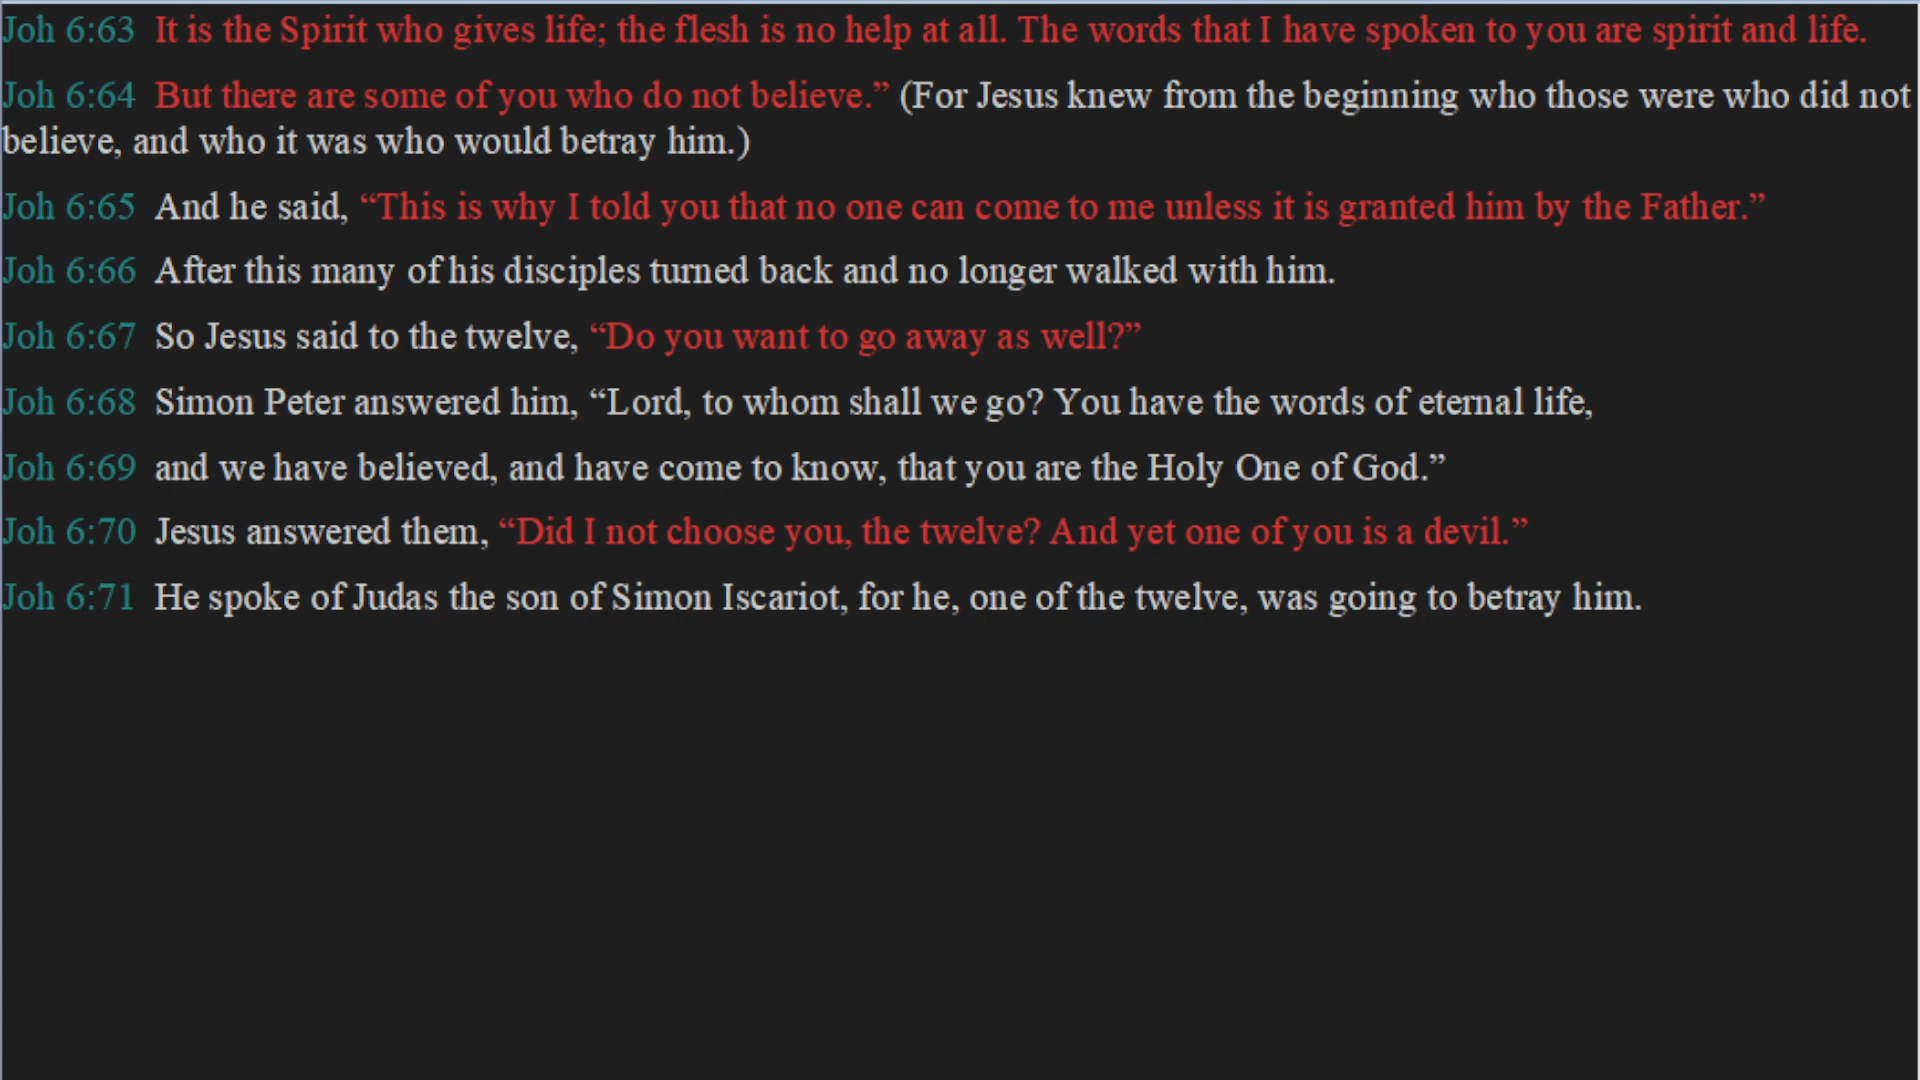 Joh 6:63 It is the Spirit who gives life; the flesh is no help at all. The words that I have spoken to you are spirit and life.
Joh 6:64 But there are some of you who do not believe.” (For Jesus knew from the beginning who those were who did not
believe, and who it was who would betray him.)
Joh 6:65 And he said, “This is why I told you that no one can come to me unless it is granted him by the Father.”
Joh 6:66 After this many of his disciples turned back and no longer walked with him.
Joh 6:67 So Jesus said to the twelve, “Do you want to go away as well?”
Joh 6:68 Simon Peter answered him, “Lord, to whom shall we go? You have the words of eternal life,
Joh 6:69 and we have believed, and have come to know, that you are the Holy One of God.”
Joh 6:70 Jesus answered them, “Did I not choose you, the twelve? And yet one of you is a devil.”
Joh 6:71 He spoke of Judas the son of Simon Iscariot, for he, one of the twelve, was going to betray him.